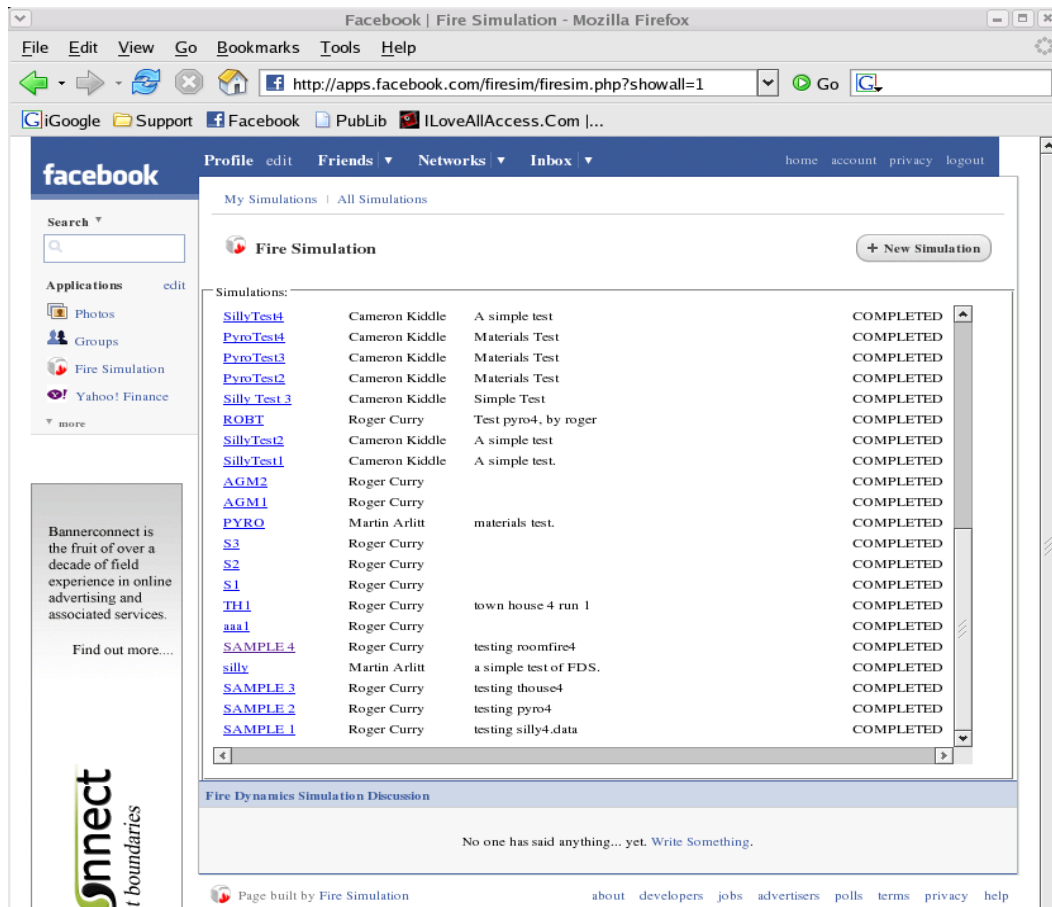 Facebook | Fire Simulation - Mozilla Firefox
File Edit View Go Bookmarks Tools Help
http://apps.facebook.com/firesim/firesim.php?showall=1 Go G
G iGoogle Support Facebook PubLib ILoveAllAccess.Com |...
facebook
Profile edit Friends Networks Inbox home account privacy logout
My Simulations | All Simulations
Search
Fire Simulation
+ New Simulation
Applications edit
Photos
Groups
Fire Simulation
Yahoo! Finance
more
Simulations:
SillyTest4 Cameron Kiddle A simple test COMPLETED
PyroTest4 Cameron Kiddle Materials Test COMPLETED
PyroTest3 Cameron Kiddle Materials Test COMPLETED
PyroTest2 Cameron Kiddle Materials Test COMPLETED
Silly Test 3 Cameron Kiddle Simple Test COMPLETED
ROBT Roger Curry Test pyro4, by roger COMPLETED
SillyTest2 Cameron Kiddle A simple test COMPLETED
SillyTest1 Cameron Kiddle A simple test. COMPLETED
AGM2 Roger Curry COMPLETED
AGM1 Roger Curry COMPLETED
PYRO Martin Arlitt materials test. COMPLETED
S3 Roger Curry COMPLETED
S2 Roger Curry COMPLETED
S1 Roger Curry COMPLETED
TH1 Roger Curry town house 4 run 1 COMPLETED
aaa1 Roger Curry COMPLETED
SAMPLE 4 Roger Curry testing roomfire4 COMPLETED
silly Martin Arlitt a simple test of FDS. COMPLETED
SAMPLE 3 Roger Curry testing thouse4 COMPLETED
SAMPLE 2 Roger Curry testing pyro4 COMPLETED
SAMPLE 1 Roger Curry testing silly4.data COMPLETED
Bannerconnect is
the fruit of over a
decade of field
experience in online
advertising and
associated services.
Find out more....
nnect
t boundaries
Fire Dynamics Simulation Discussion
No one has said anything... yet. Write Something.
Page built by Fire Simulation about developers jobs advertisers polls terms privacy help